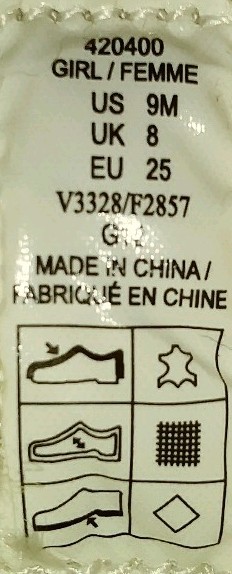 420400
GIRL / FEMME
US 9M
UK 8
EU 25
V3328/F2857
MADE IN CHINA /
FABRIQUÉ EN CHINE